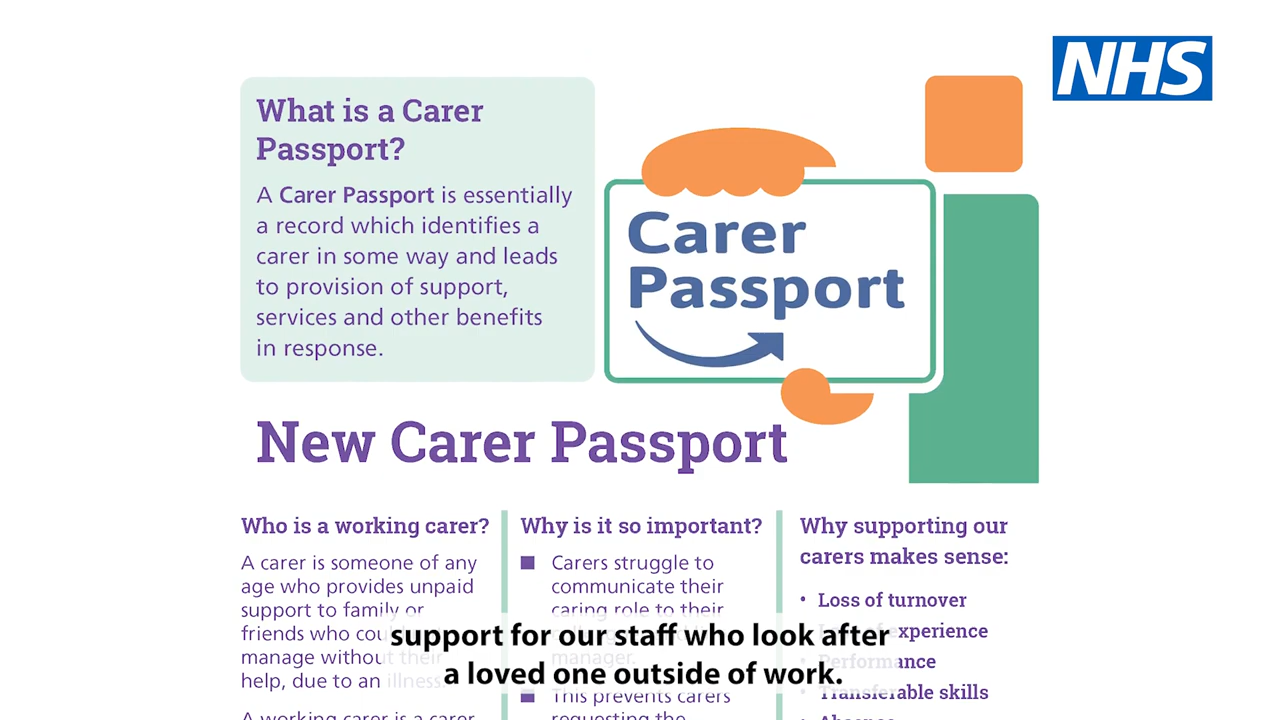 NHS
What is a Carer
Passport?
A Carer Passport is essentially
a record which identifies a
carer in some way and leads
to provision of support,
services and other benefits
in response.
Carer
Passport
New Carer Passport
Who is a working carer?
A carer is someone of any
age who provides unpaid
support to family or
friends who
manage without their
help, due to an illness.
A working carer is a carer
Why is it so important?
Carers struggle to
communicate their
caring role to their
manager.
This prevents carers
requesting the
Why supporting our
carers makes sense:
• Loss of turnover
experience
• Performance
• Transferable skills
• Absence
support for our staff who look after
a loved one outside of work.